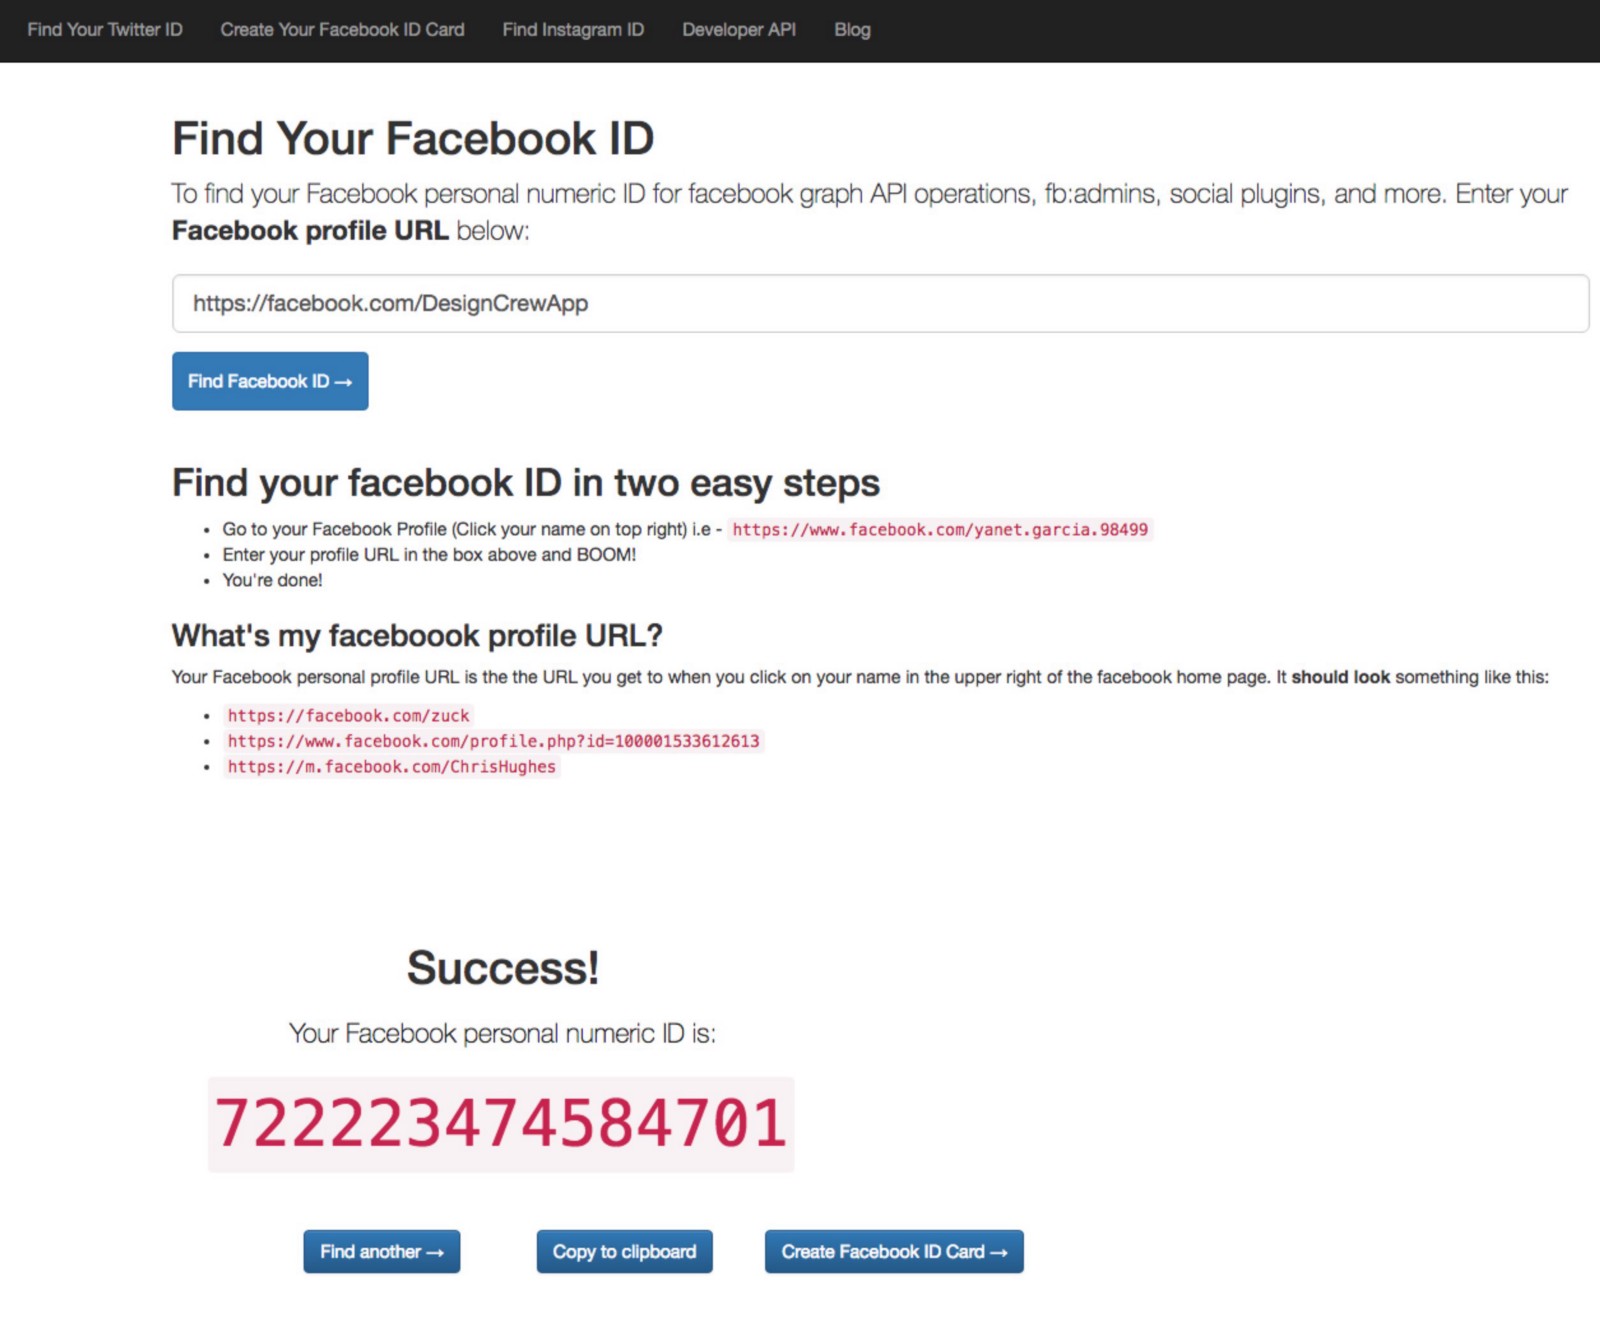 Find Your Twitter ID Create Your Facebook ID Card Find Instagram ID Developer API Blog
Find Your Facebook ID
To find your Facebook personal numeric ID for facebook graph API operations, fb:admins, social plugins, and more. Enter your
Facebook profile URL below:
https://facebook.com/DesignCrewApp
Find Facebook ID →
Find your facebook ID in two easy steps
• Go to your Facebook Profile (Click your name on top right) i.e - https://www.facebook.com/yanet.garcia.98499
• Enter your profile URL in the box above and BOOM!
• You're done!
What's my faceboook profile URL?
Your Facebook personal profile URL is the the URL you get to when you click on your name in the upper right of the facebook home page. It should look something like this:
• https://facebook.com/zuck
• https://www.facebook.com/profile.php?id=100001533612613
• https://m.facebook.com/ChrisHughes
Success!
Your Facebook personal numeric ID is:
722223474584701
Find another → Copy to clipboard Create Facebook ID Card →